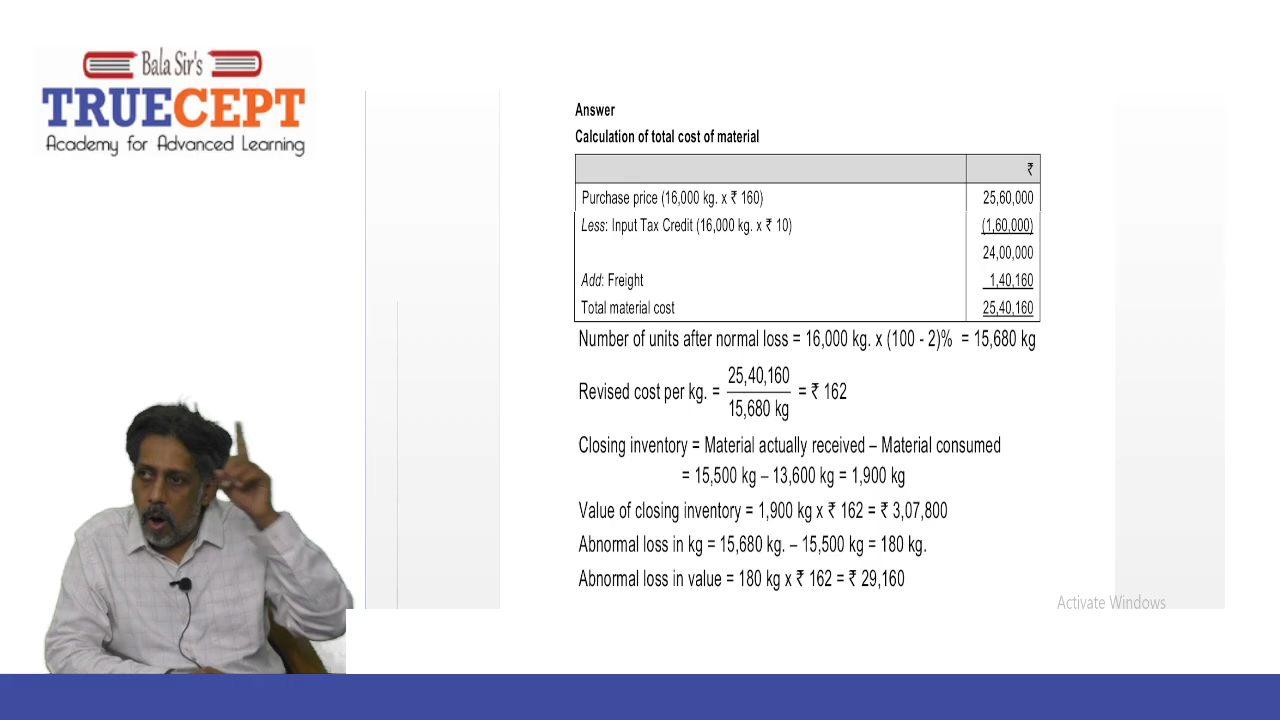 Bala Sir's
TRUECEPT
Academy for Advanced Learning
Answer
Calculation of total cost of material
₹
Purchase price (16,000 kg. x ₹ 160) 25,60,000
Less: Input Tax Credit (16,000 kg. x ₹ 10) (1,60,000)
24,00,000
Add: Freight 1,40,160
Total material cost 25,40,160
Number of units after normal loss = 16,000 kg. x (100 - 2)% = 15,680 kg
Revised cost per kg. = 25,40,160 / 15,680 kg = ₹ 162
Closing inventory = Material actually received – Material consumed
= 15,500 kg – 13,600 kg = 1,900 kg
Value of closing inventory = 1,900 kg x ₹ 162 = ₹ 3,07,800
Abnormal loss in kg = 15,680 kg. – 15,500 kg = 180 kg.
Abnormal loss in value = 180 kg x ₹ 162 = ₹ 29,160
Activate Windows